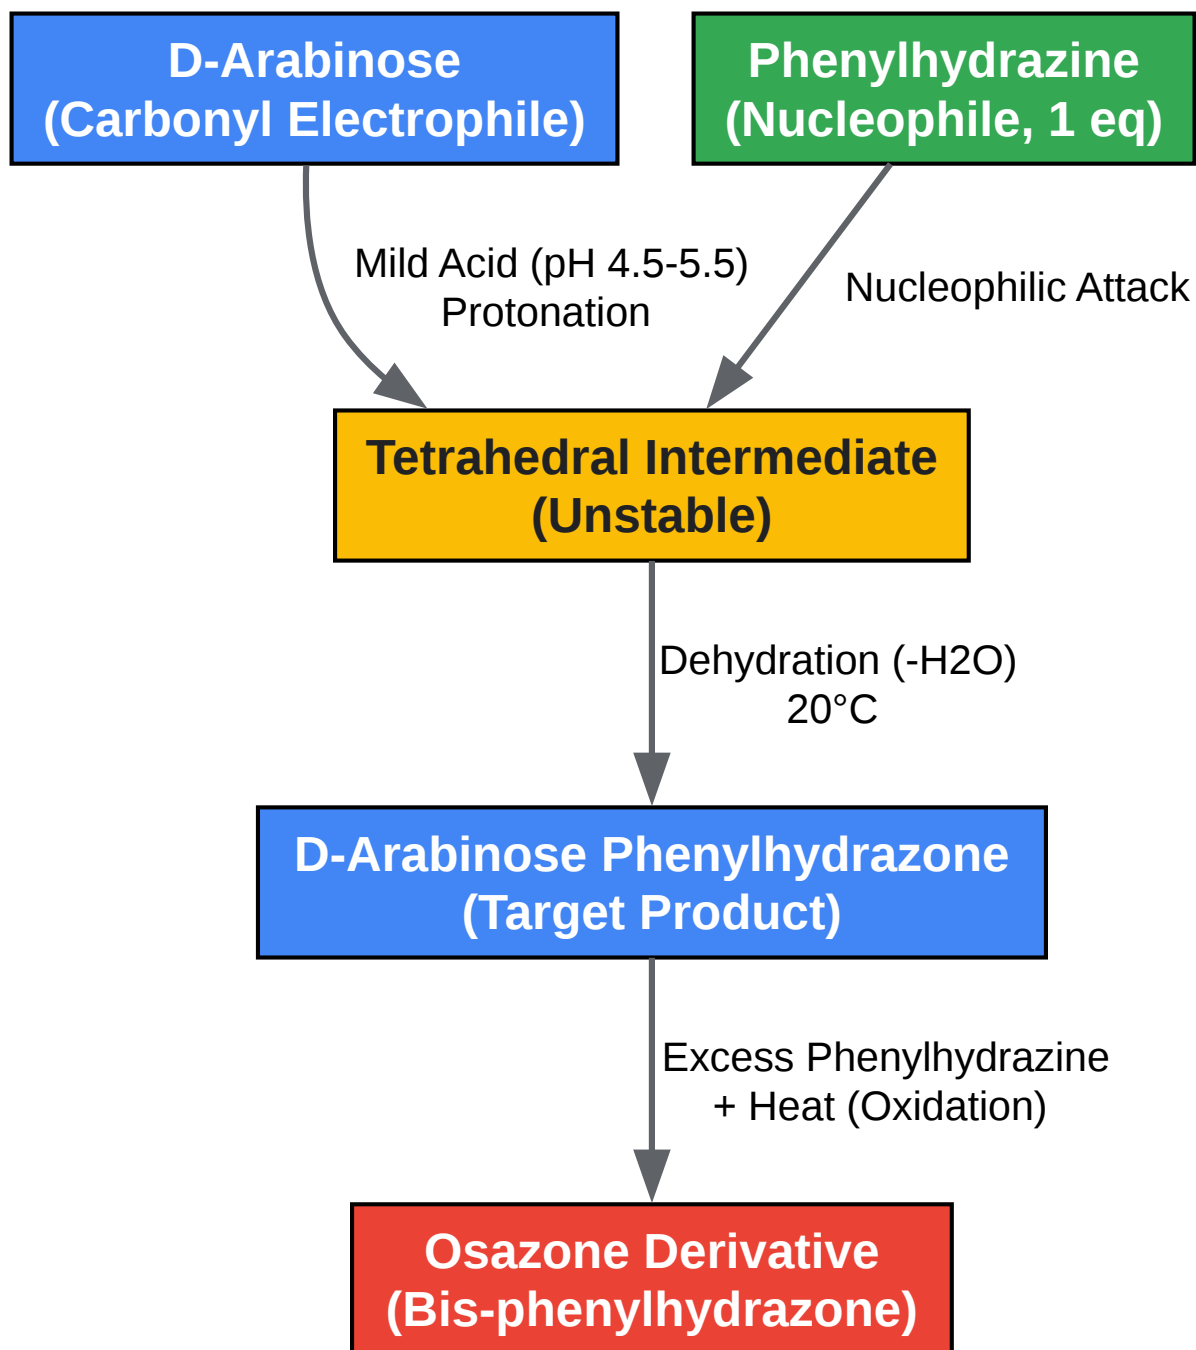 D-Arabinose
(Carbonyl Electrophile)
Phenylhydrazine
(Nucleophile, 1 eq)
Mild Acid (pH 4.5-5.5)
Protonation
Nucleophilic Attack
Tetrahedral Intermediate
(Unstable)
Dehydration (-H2O)
20°C
D-Arabinose Phenylhydrazone
(Target Product)
Excess Phenylhydrazine
+ Heat (Oxidation)
Osazone Derivative
(Bis-phenylhydrazone)